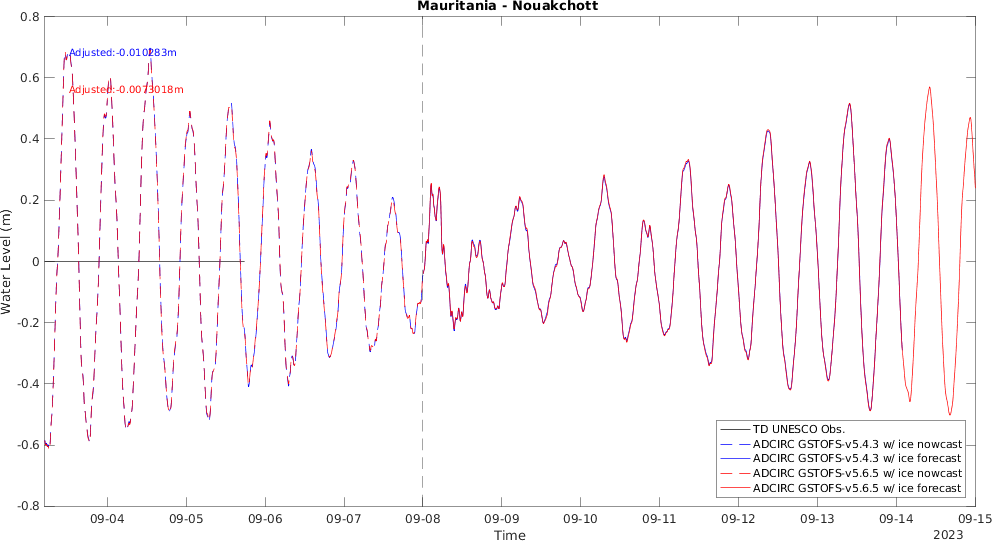 Mauritania - Nouakchott
0.8
0.6
0.4
0.2
0
-0.2
-0.4
-0.6
-0.8
Water Level (m)
Adjusted:-0.010283m
Adjusted:-0.0073018m
TD UNESCO Obs.
ADCIRC GSTOFS-v5.4.3 w/ ice nowcast
ADCIRC GSTOFS-v5.4.3 w/ ice forecast
ADCIRC GSTOFS-v5.6.5 w/ ice nowcast
ADCIRC GSTOFS-v5.6.5 w/ ice forecast
09-04 09-05 09-06 09-07 09-08 09-09 09-10 09-11 09-12 09-13 09-14 09-15
Time
2023